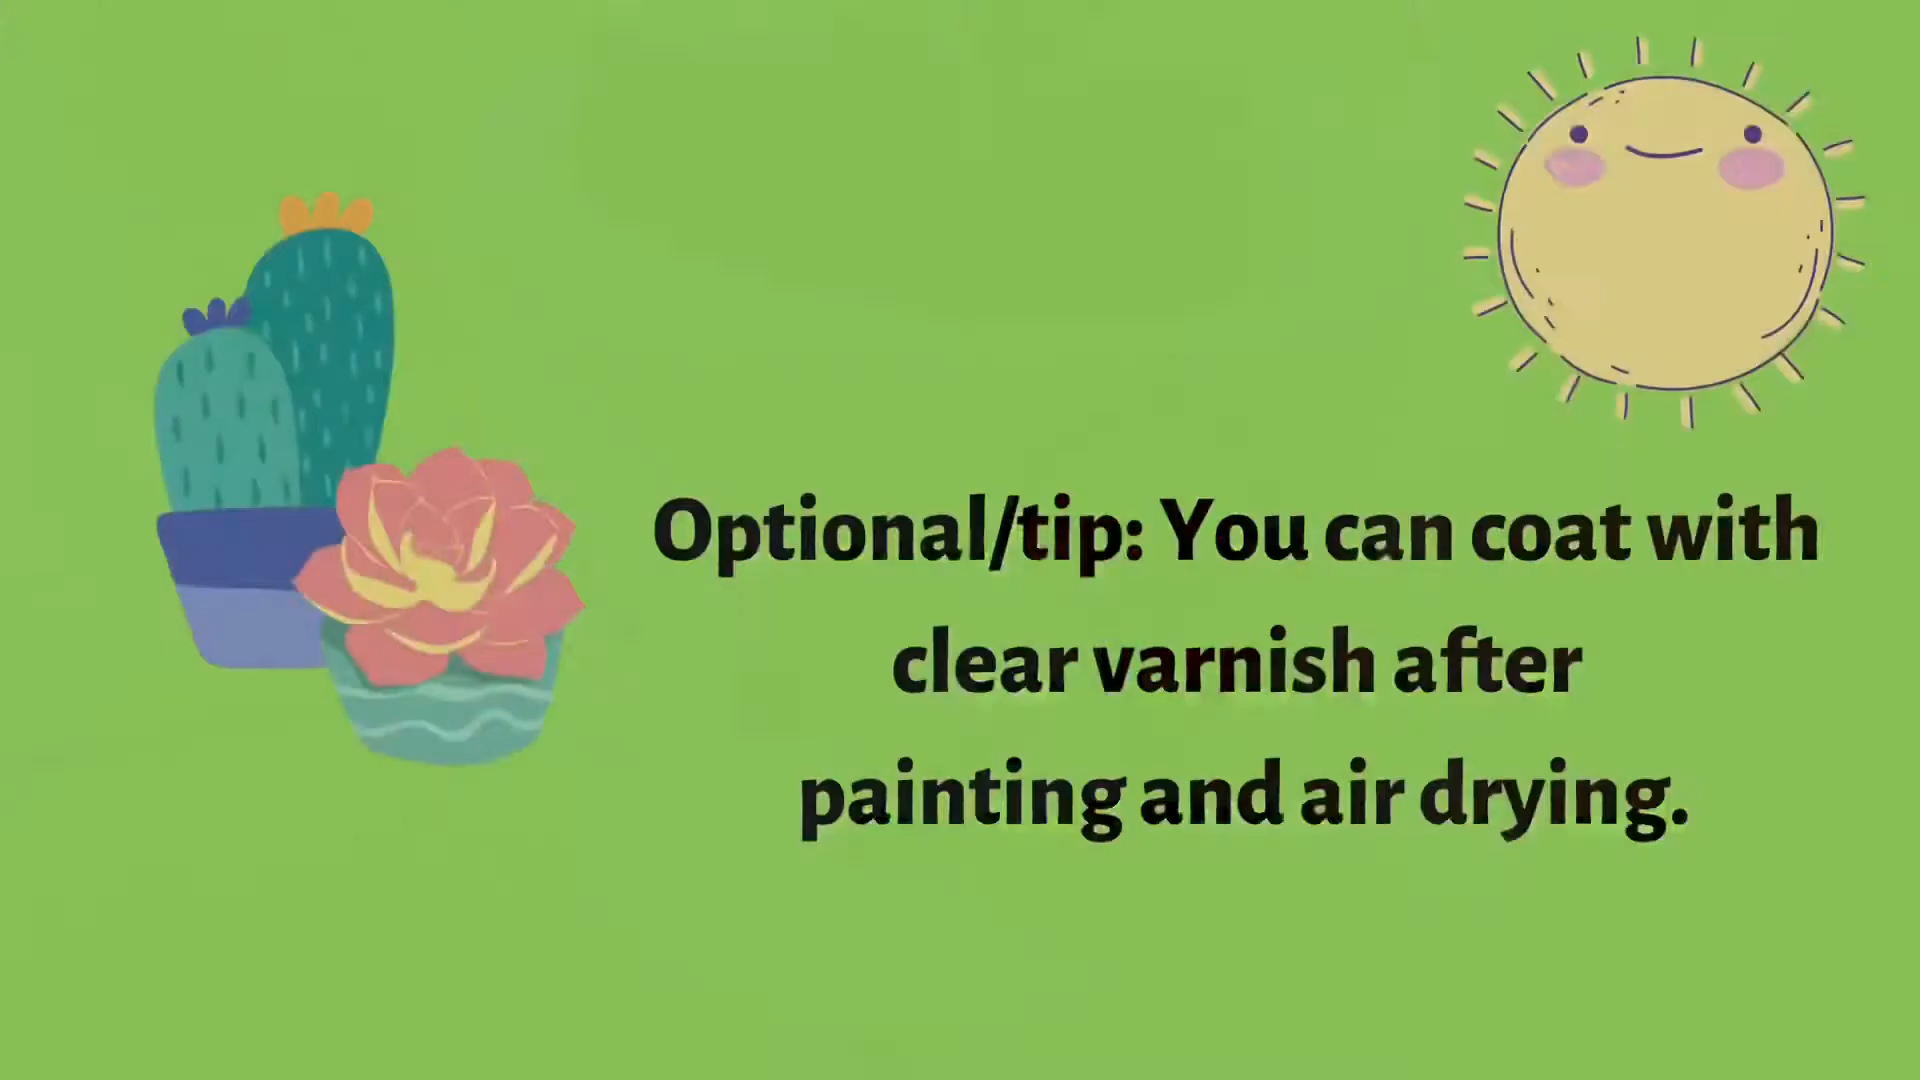 Optional/tip: You can coat with
clear varnish after
painting and air drying.